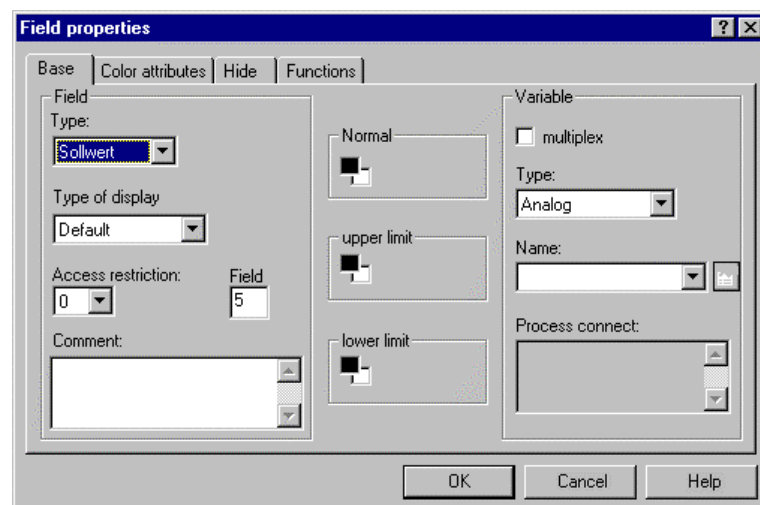 Field properties
Base Color attributes Hide Functions
Field
Type:
Sollwert
Type of display
Default
Access restriction: Field
0 5
Comment:
Normal
upper limit
lower limit
Variable
multiplex
Type:
Analog
Name:
Process connect:
OK Cancel Help